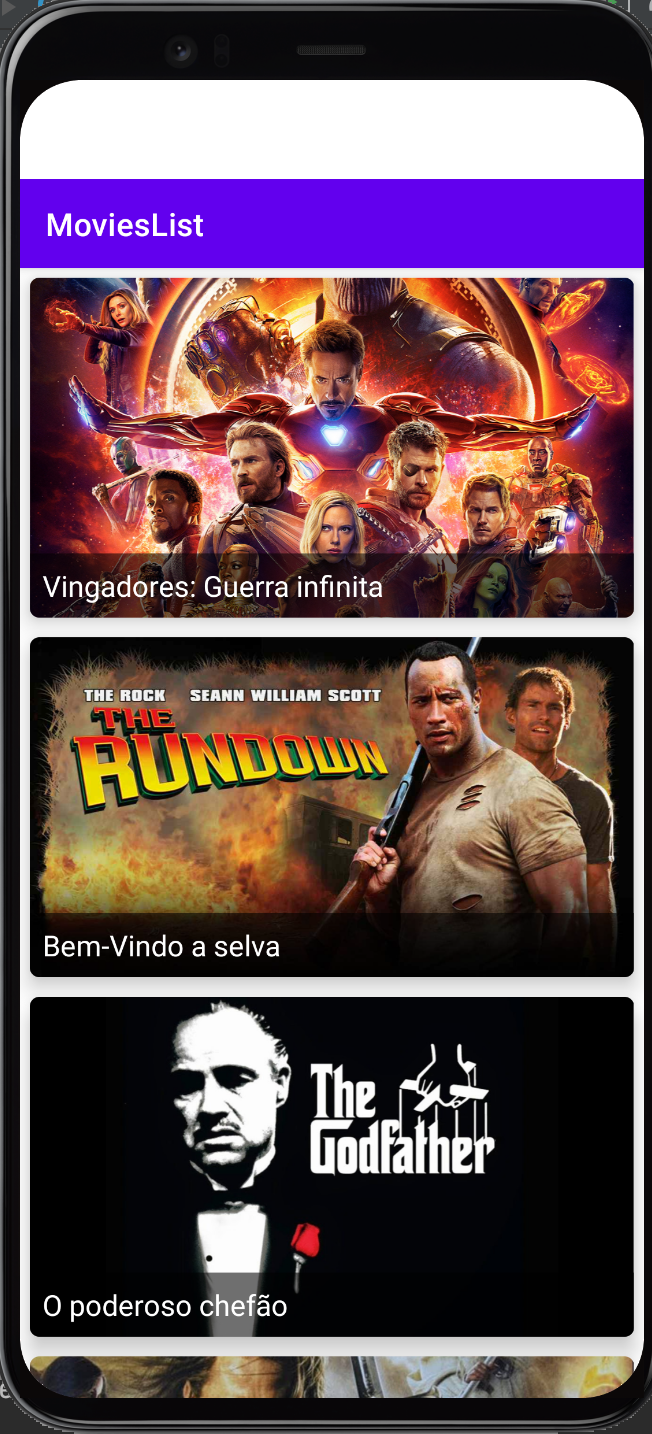 MoviesList
Vingadores: Guerra infinita
THE ROCK SEANN WILLIAM SCOTT
THE
RUNDOWN
Bem-Vindo a selva
The
Godfather
O poderoso chefão